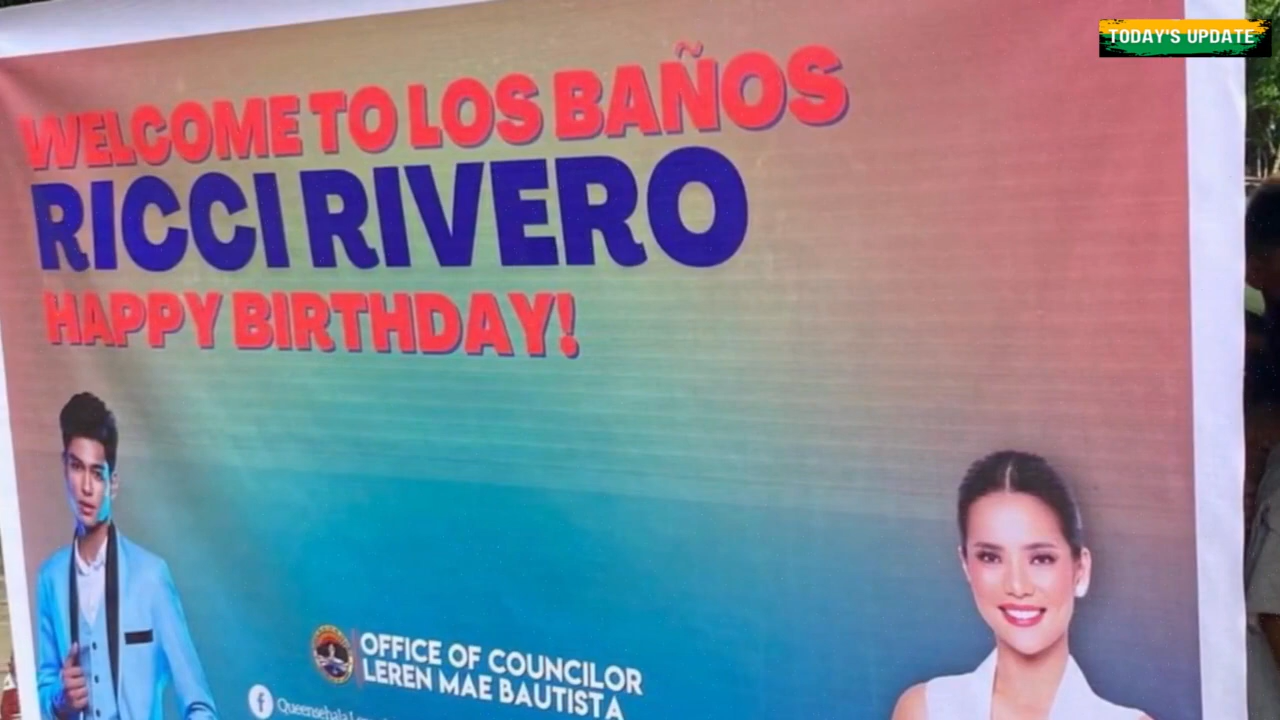 TODAY'S UPDATE
WELCOME TO LOS BAÑOS
RICCI RIVERO
HAPPY BIRTHDAY!
OFFICE OF COUNCILOR
LEREN MAE BAUTISTA